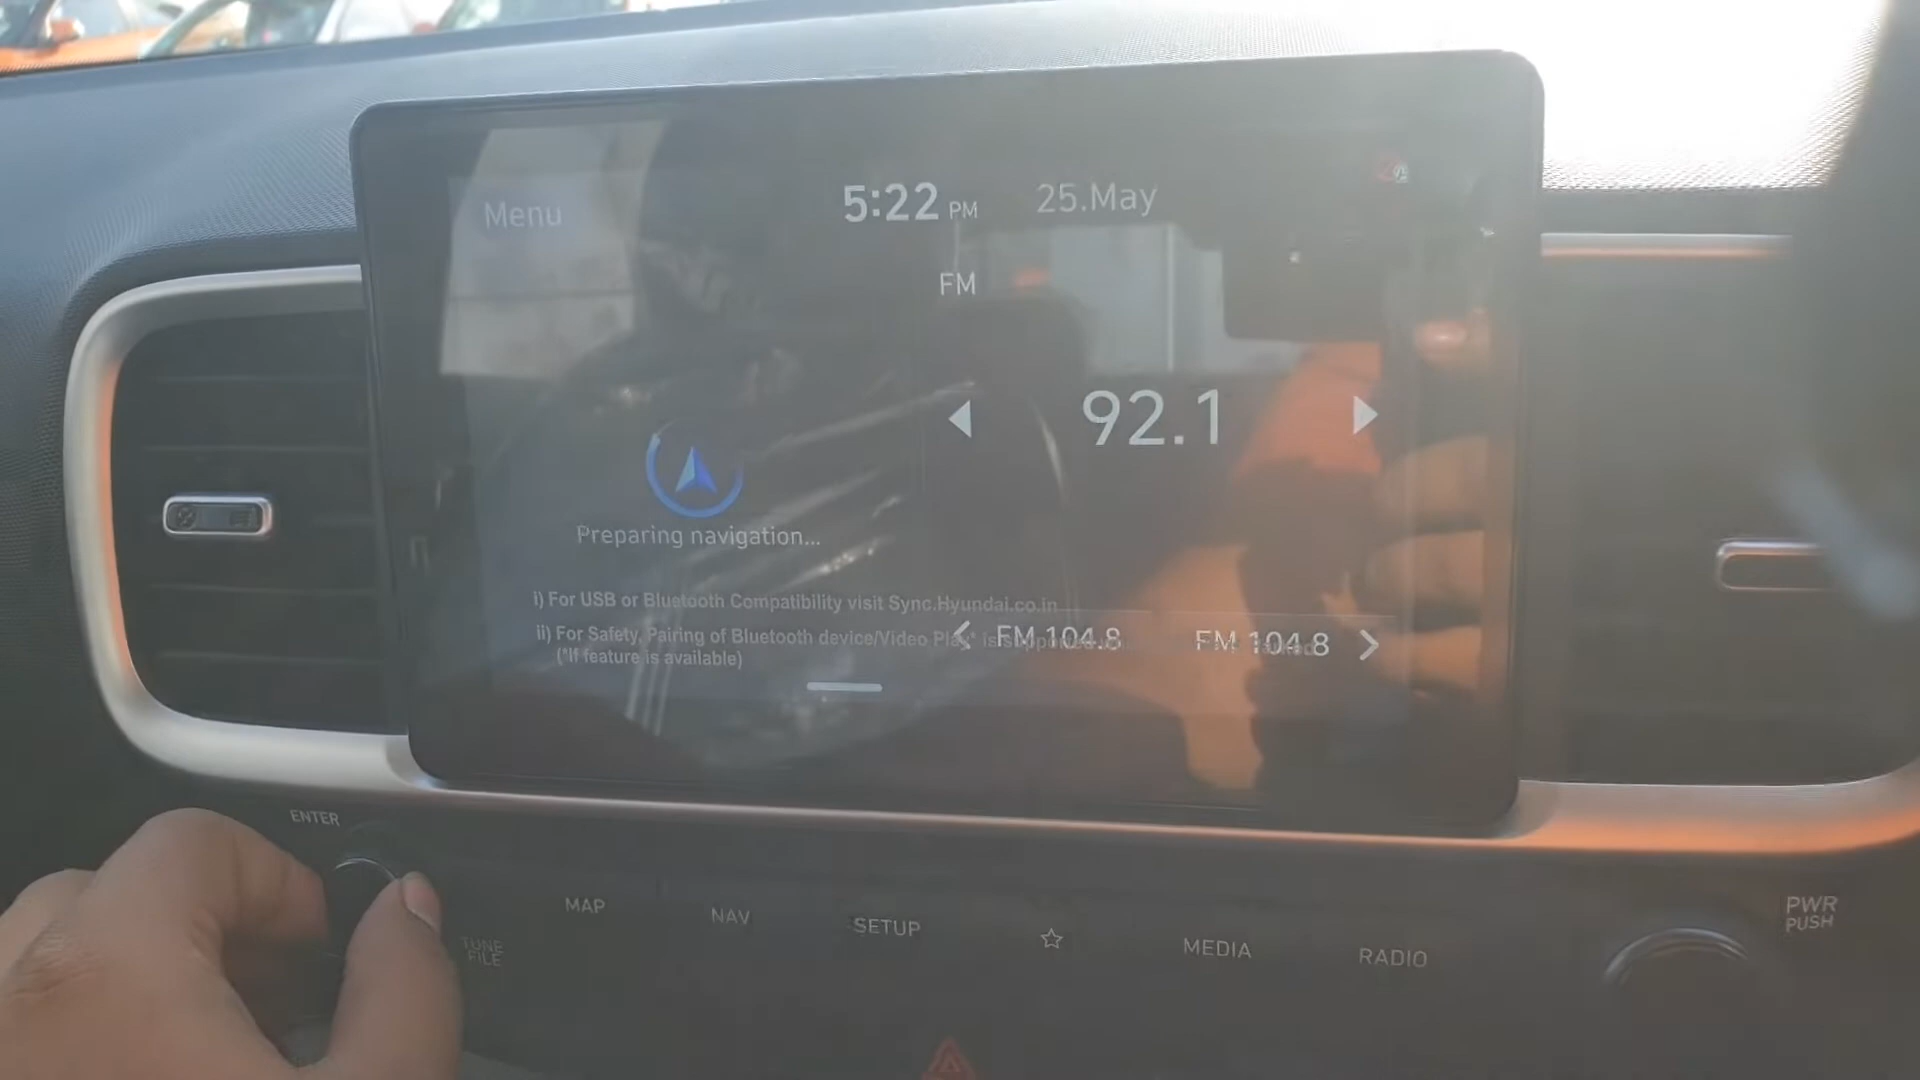 Menu
5:22 PM
25.May
FM
92.1
Preparing navigation...
i) For USB or Bluetooth Compatibility visit Sync.Hyundai.co.in
ii) For Safety, Pairing of Bluetooth device/Video Play* is supported
(*If feature is available)
FM 104.8
FM 104.8
ENTER
TUNE
FILE
MAP
NAV
SETUP
MEDIA
RADIO
PWR
PUSH